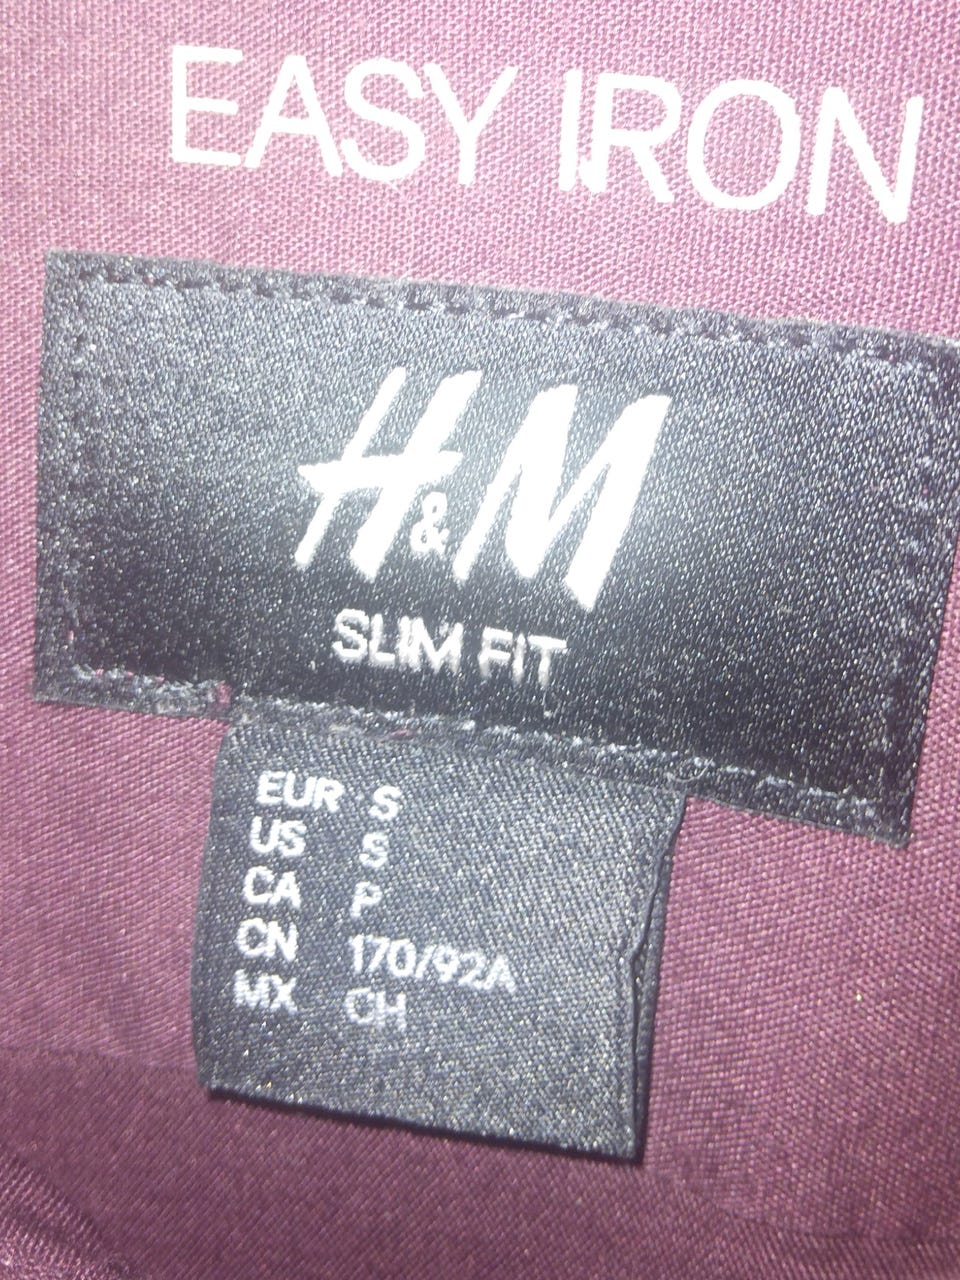 EASY IRON
H&M
SLIM FIT
EUR S
US S
CA P
CN 170/92A
MX CH